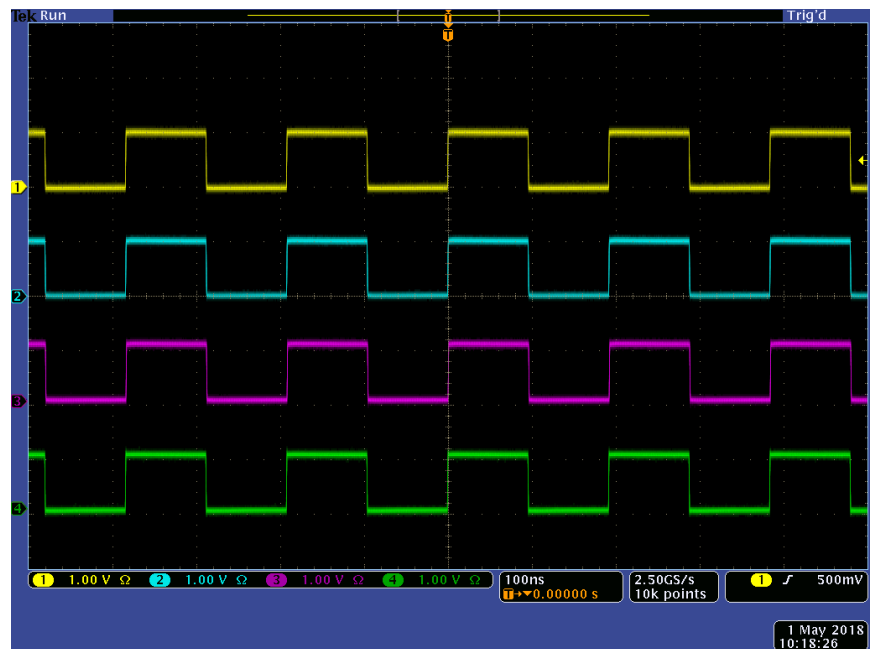 Tek Run Trig'd
U
T
1
2
3
4
1 1.00 V Ω 2 1.00 V Ω 3 1.00 V Ω 4 1.00 V Ω
100ns
T→▼0.00000 s
2.50GS/s
10k points
1 500mV
1 May 2018
10:18:26